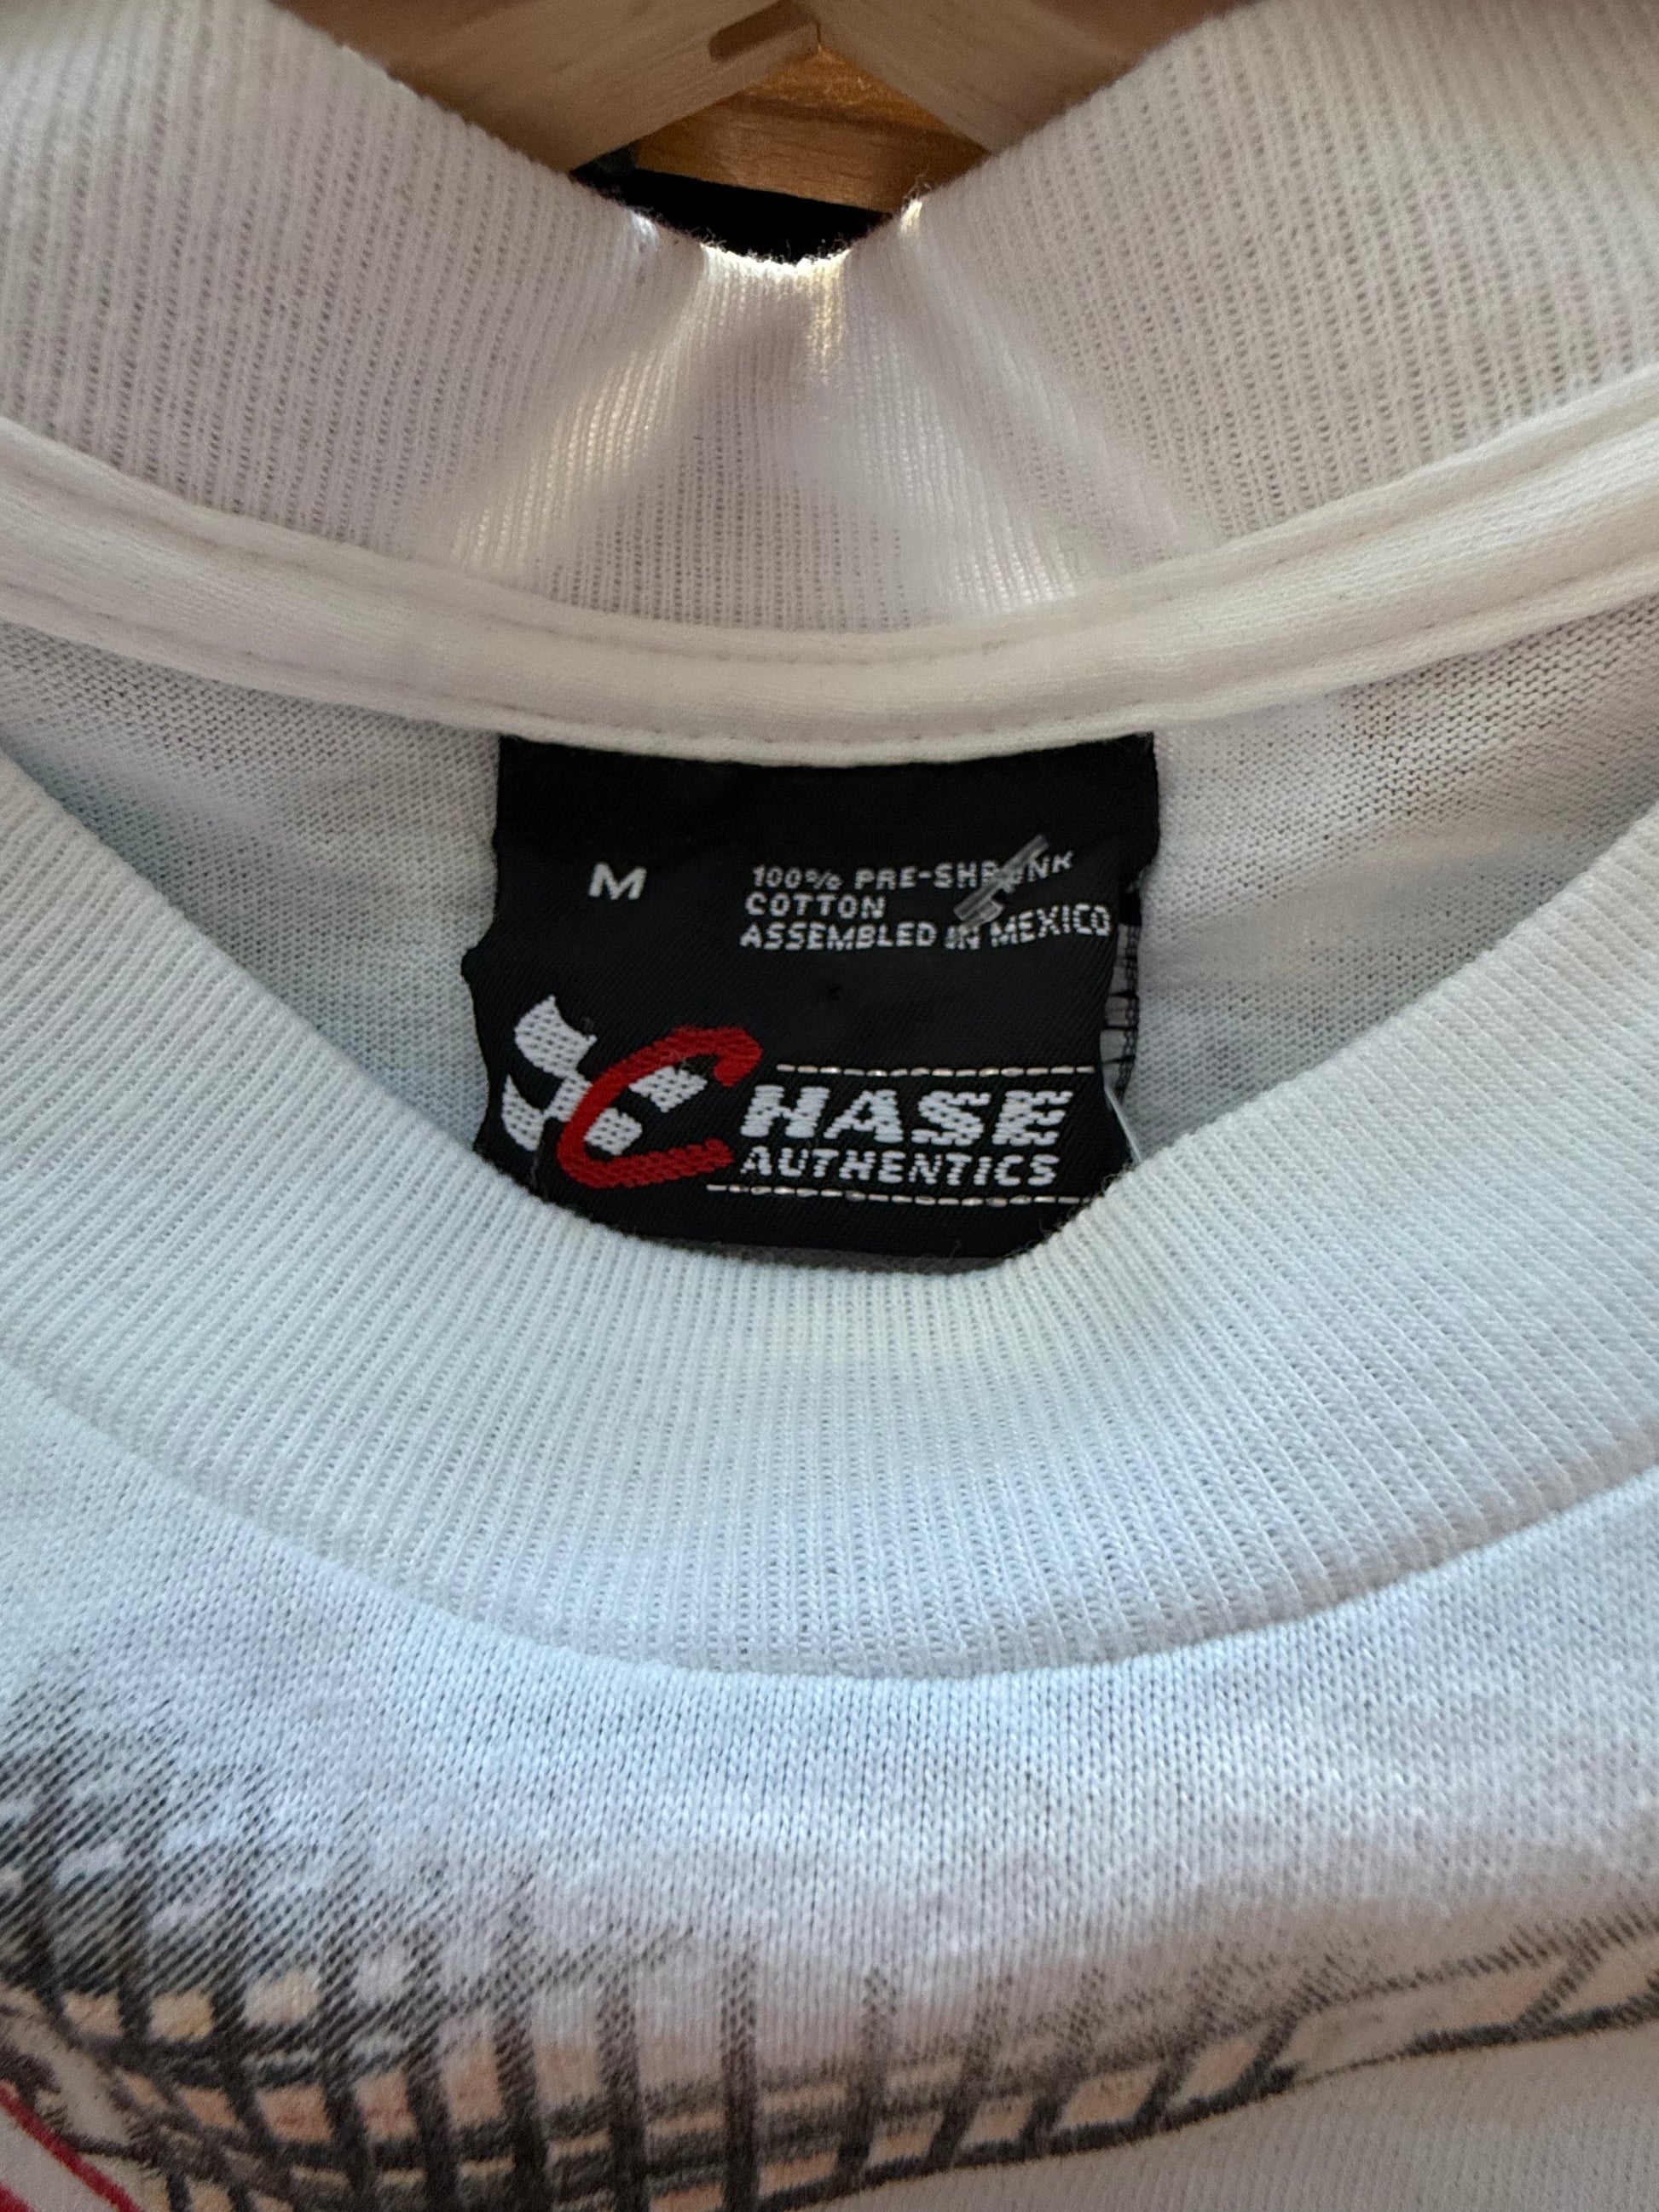 M
100% PRE-SHRUNK
COTTON
ASSEMBLED IN MEXICO
CHASE
AUTHENTICS